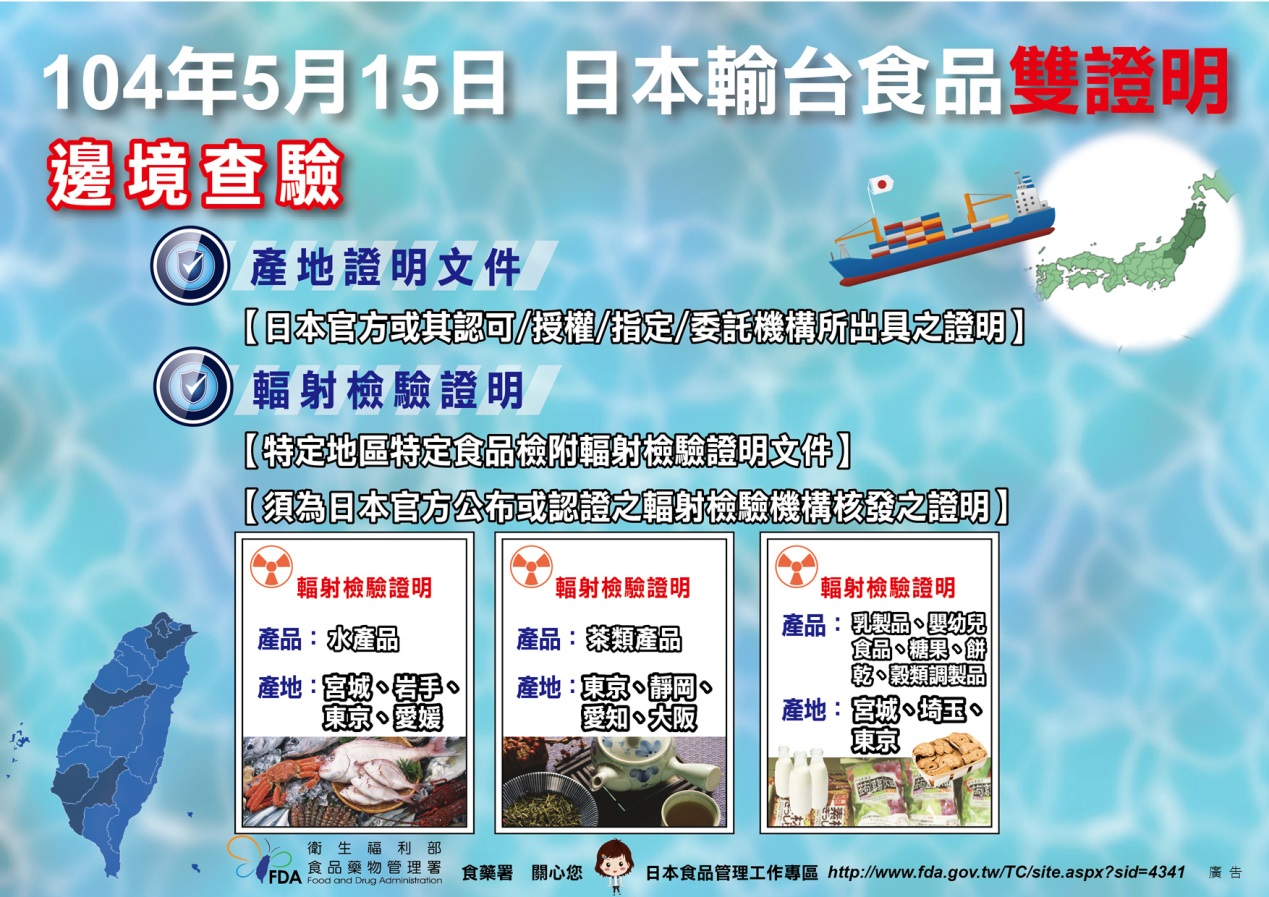 104年5月15日 日本輸台食品雙證明
邊境查驗
產地證明文件
【日本官方或其認可/授權/指定/委託機構所出具之證明】
輻射檢驗證明
【特定地區特定食品檢附輻射檢驗證明文件】
【須為日本官方公布或認證之輻射檢驗機構核發之證明】
輻射檢驗證明
產品：水產品
產地：宮城、岩手、
東京、愛媛
輻射檢驗證明
產品：茶類產品
產地：東京、靜岡、
愛知、大阪
輻射檢驗證明
產品：乳製品、嬰幼兒
食品、糖果、餅
乾、穀類調製品
產地：宮城、埼玉、
東京
衛生福利部
食品藥物管理署
FDA Food and Drug Administration
食藥署 關心您 日本食品管理工作專區 http://www.fda.gov.tw/TC/site.aspx?sid=4341 廣告